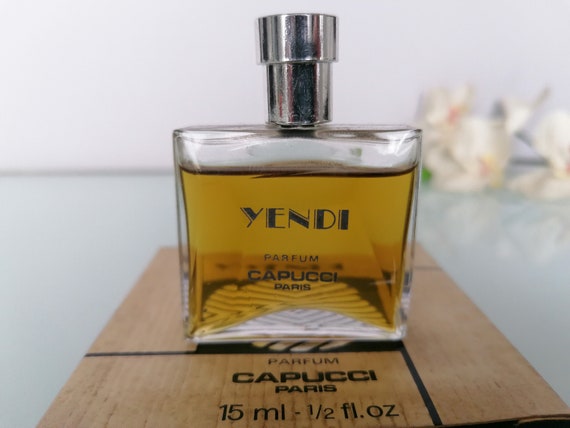 YENDI
PARFUM
CAPUCCI
PARIS
PARFUM
CAPUCCI
PARIS
15 ml - 1/2 fl.oz